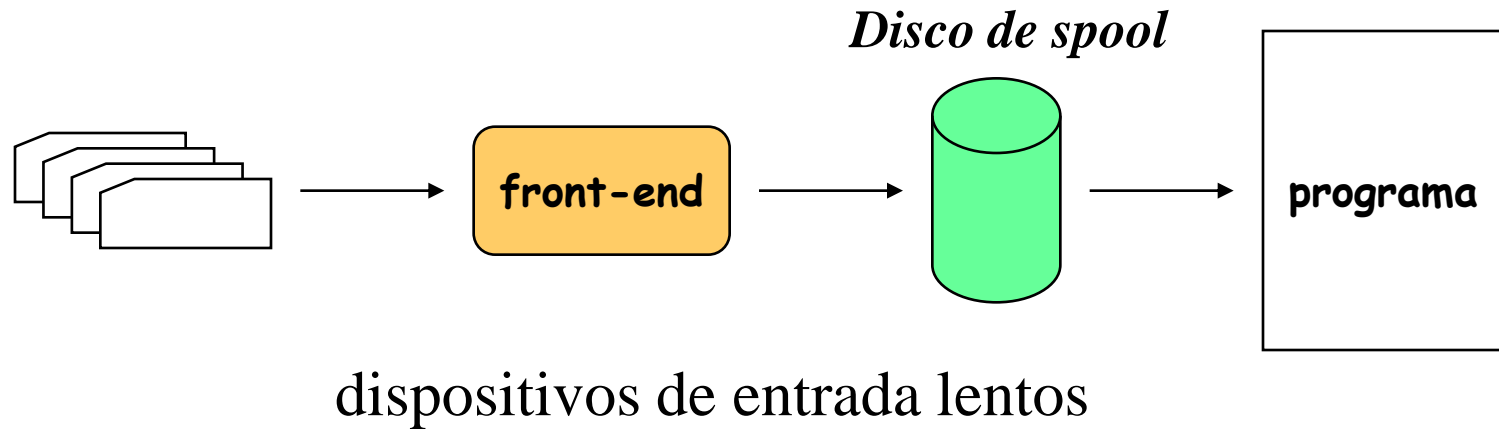 Disco de spool
front-end
programa
dispositivos de entrada lentos